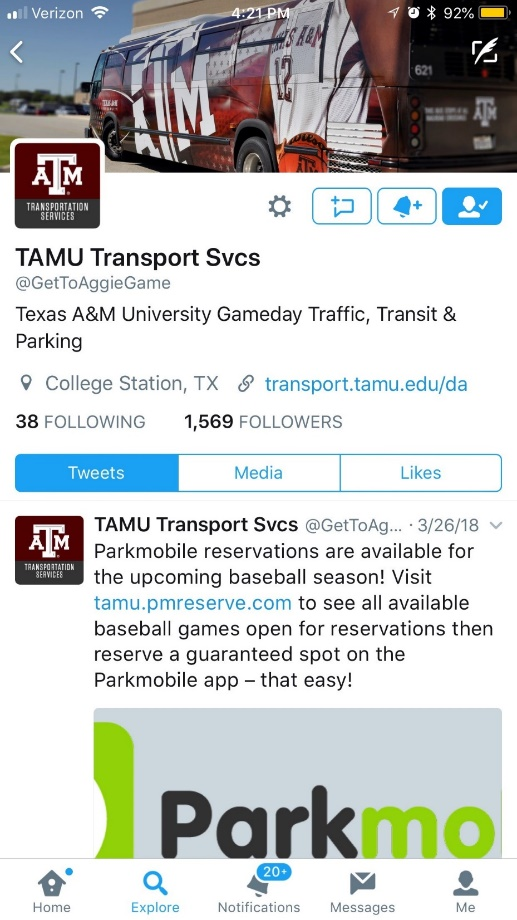 Verizon 4:21 PM 92%
621
ATM
12
ATM
TRANSPORTATION
SERVICES
TAMU Transport Svcs
@GetToAggieGame
Texas A&M University Gameday Traffic, Transit &
Parking
College Station, TX transport.tamu.edu/da
38 FOLLOWING 1,569 FOLLOWERS
Tweets Media Likes
TAMU Transport Svcs @GetToAg... · 3/26/18
ATM
TRANSPORTATION
SERVICES
Parkmobile reservations are available for
the upcoming baseball season! Visit
tamu.pmreserve.com to see all available
baseball games open for reservations then
reserve a guaranteed spot on the
Parkmobile app – that easy!
Parkmo
20+
Home Explore Notifications Messages Me